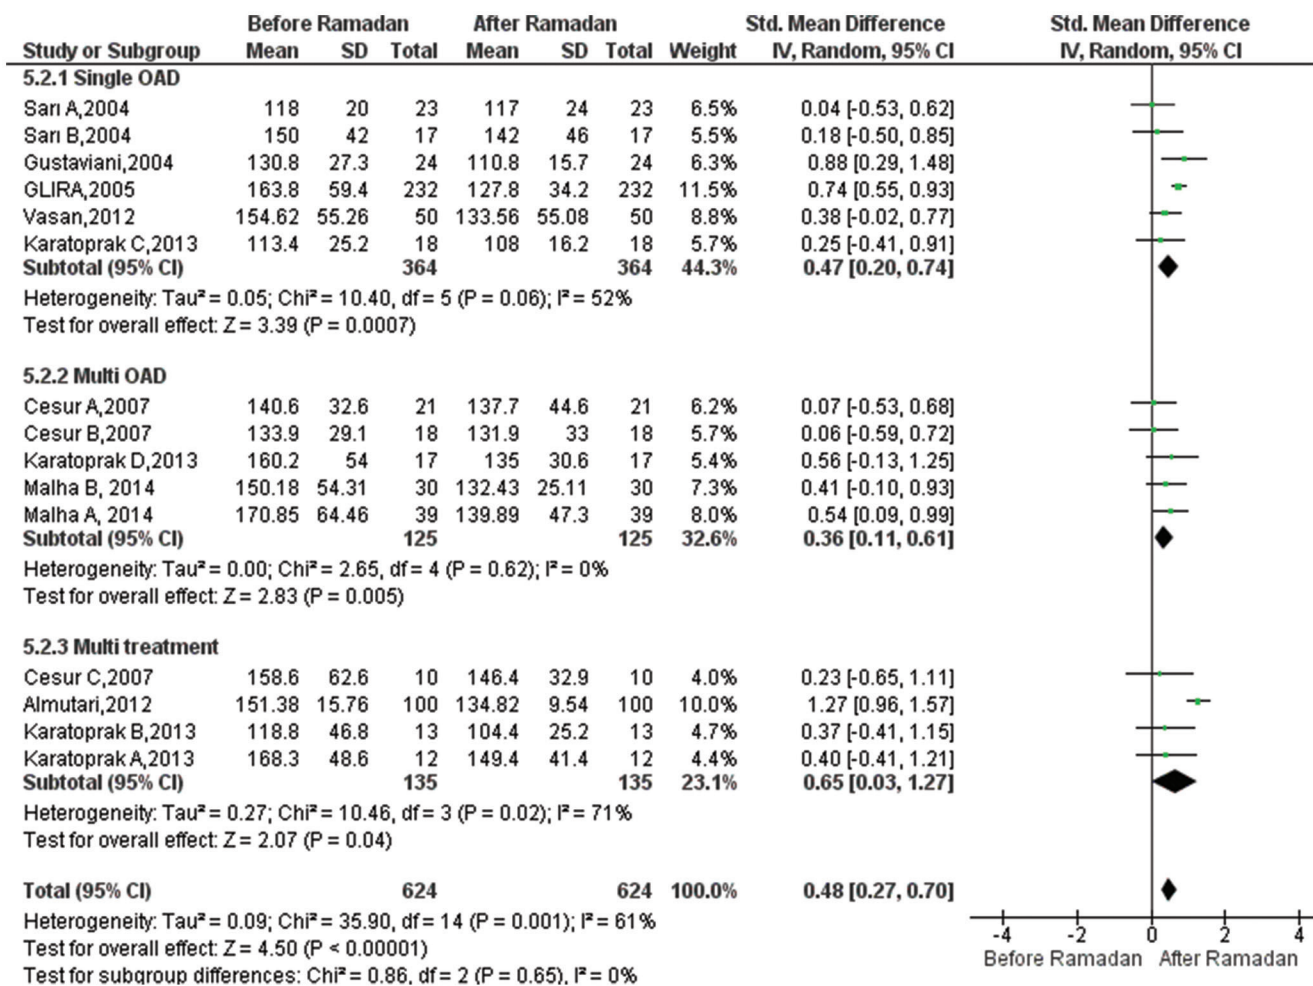 Before Ramadan After Ramadan Std. Mean Difference Std. Mean Difference
Study or Subgroup Mean SD Total Mean SD Total Weight IV, Random, 95% CI IV, Random, 95% CI
5.2.1 Single OAD
Sarı A,2004 118 20 23 117 24 23 6.5% 0.04 [-0.53, 0.62]
Sarı B,2004 150 42 17 142 46 17 5.5% 0.18 [-0.50, 0.85]
Gustaviani,2004 130.8 27.3 24 110.8 15.7 24 6.3% 0.88 [0.29, 1.48]
GLIRA,2005 163.8 59.4 232 127.8 34.2 232 11.5% 0.74 [0.55, 0.93]
Vasan,2012 154.62 55.26 50 133.56 55.08 50 8.8% 0.38 [-0.02, 0.77]
Karatoprak C,2013 113.4 25.2 18 108 16.2 18 5.7% 0.25 [-0.41, 0.91]
Subtotal (95% CI) 364 364 44.3% 0.47 [0.20, 0.74]
Heterogeneity: Tau² = 0.05; Chi² = 10.40, df = 5 (P = 0.06); I² = 52%
Test for overall effect: Z = 3.39 (P = 0.0007)
5.2.2 Multi OAD
Cesur A,2007 140.6 32.6 21 137.7 44.6 21 6.2% 0.07 [-0.53, 0.68]
Cesur B,2007 133.9 29.1 18 131.9 33 18 5.7% 0.06 [-0.59, 0.72]
Karatoprak D,2013 160.2 54 17 135 30.6 17 5.4% 0.56 [-0.13, 1.25]
Malha B, 2014 150.18 54.31 30 132.43 25.11 30 7.3% 0.41 [-0.10, 0.93]
Malha A, 2014 170.85 64.46 39 139.89 47.3 39 8.0% 0.54 [0.09, 0.99]
Subtotal (95% CI) 125 125 32.6% 0.36 [0.11, 0.61]
Heterogeneity: Tau² = 0.00; Chi² = 2.65, df = 4 (P = 0.62); I² = 0%
Test for overall effect: Z = 2.83 (P = 0.005)
5.2.3 Multi treatment
Cesur C,2007 158.6 62.6 10 146.4 32.9 10 4.0% 0.23 [-0.65, 1.11]
Almutari,2012 151.38 15.76 100 134.82 9.54 100 10.0% 1.27 [0.96, 1.57]
Karatoprak B,2013 118.8 46.8 13 104.4 25.2 13 4.7% 0.37 [-0.41, 1.15]
Karatoprak A,2013 168.3 48.6 12 149.4 41.4 12 4.4% 0.40 [-0.41, 1.21]
Subtotal (95% CI) 135 135 23.1% 0.65 [0.03, 1.27]
Heterogeneity: Tau² = 0.27; Chi² = 10.46, df = 3 (P = 0.02); I² = 71%
Test for overall effect: Z = 2.07 (P = 0.04)
Total (95% CI) 624 624 100.0% 0.48 [0.27, 0.70]
Heterogeneity: Tau² = 0.09; Chi² = 35.90, df = 14 (P = 0.001); I² = 61%
Test for overall effect: Z = 4.50 (P < 0.00001)
Test for subgroup differences: Chi² = 0.86, df = 2 (P = 0.65), I² = 0%
-4 -2 0 2 4
Before Ramadan After Ramadan